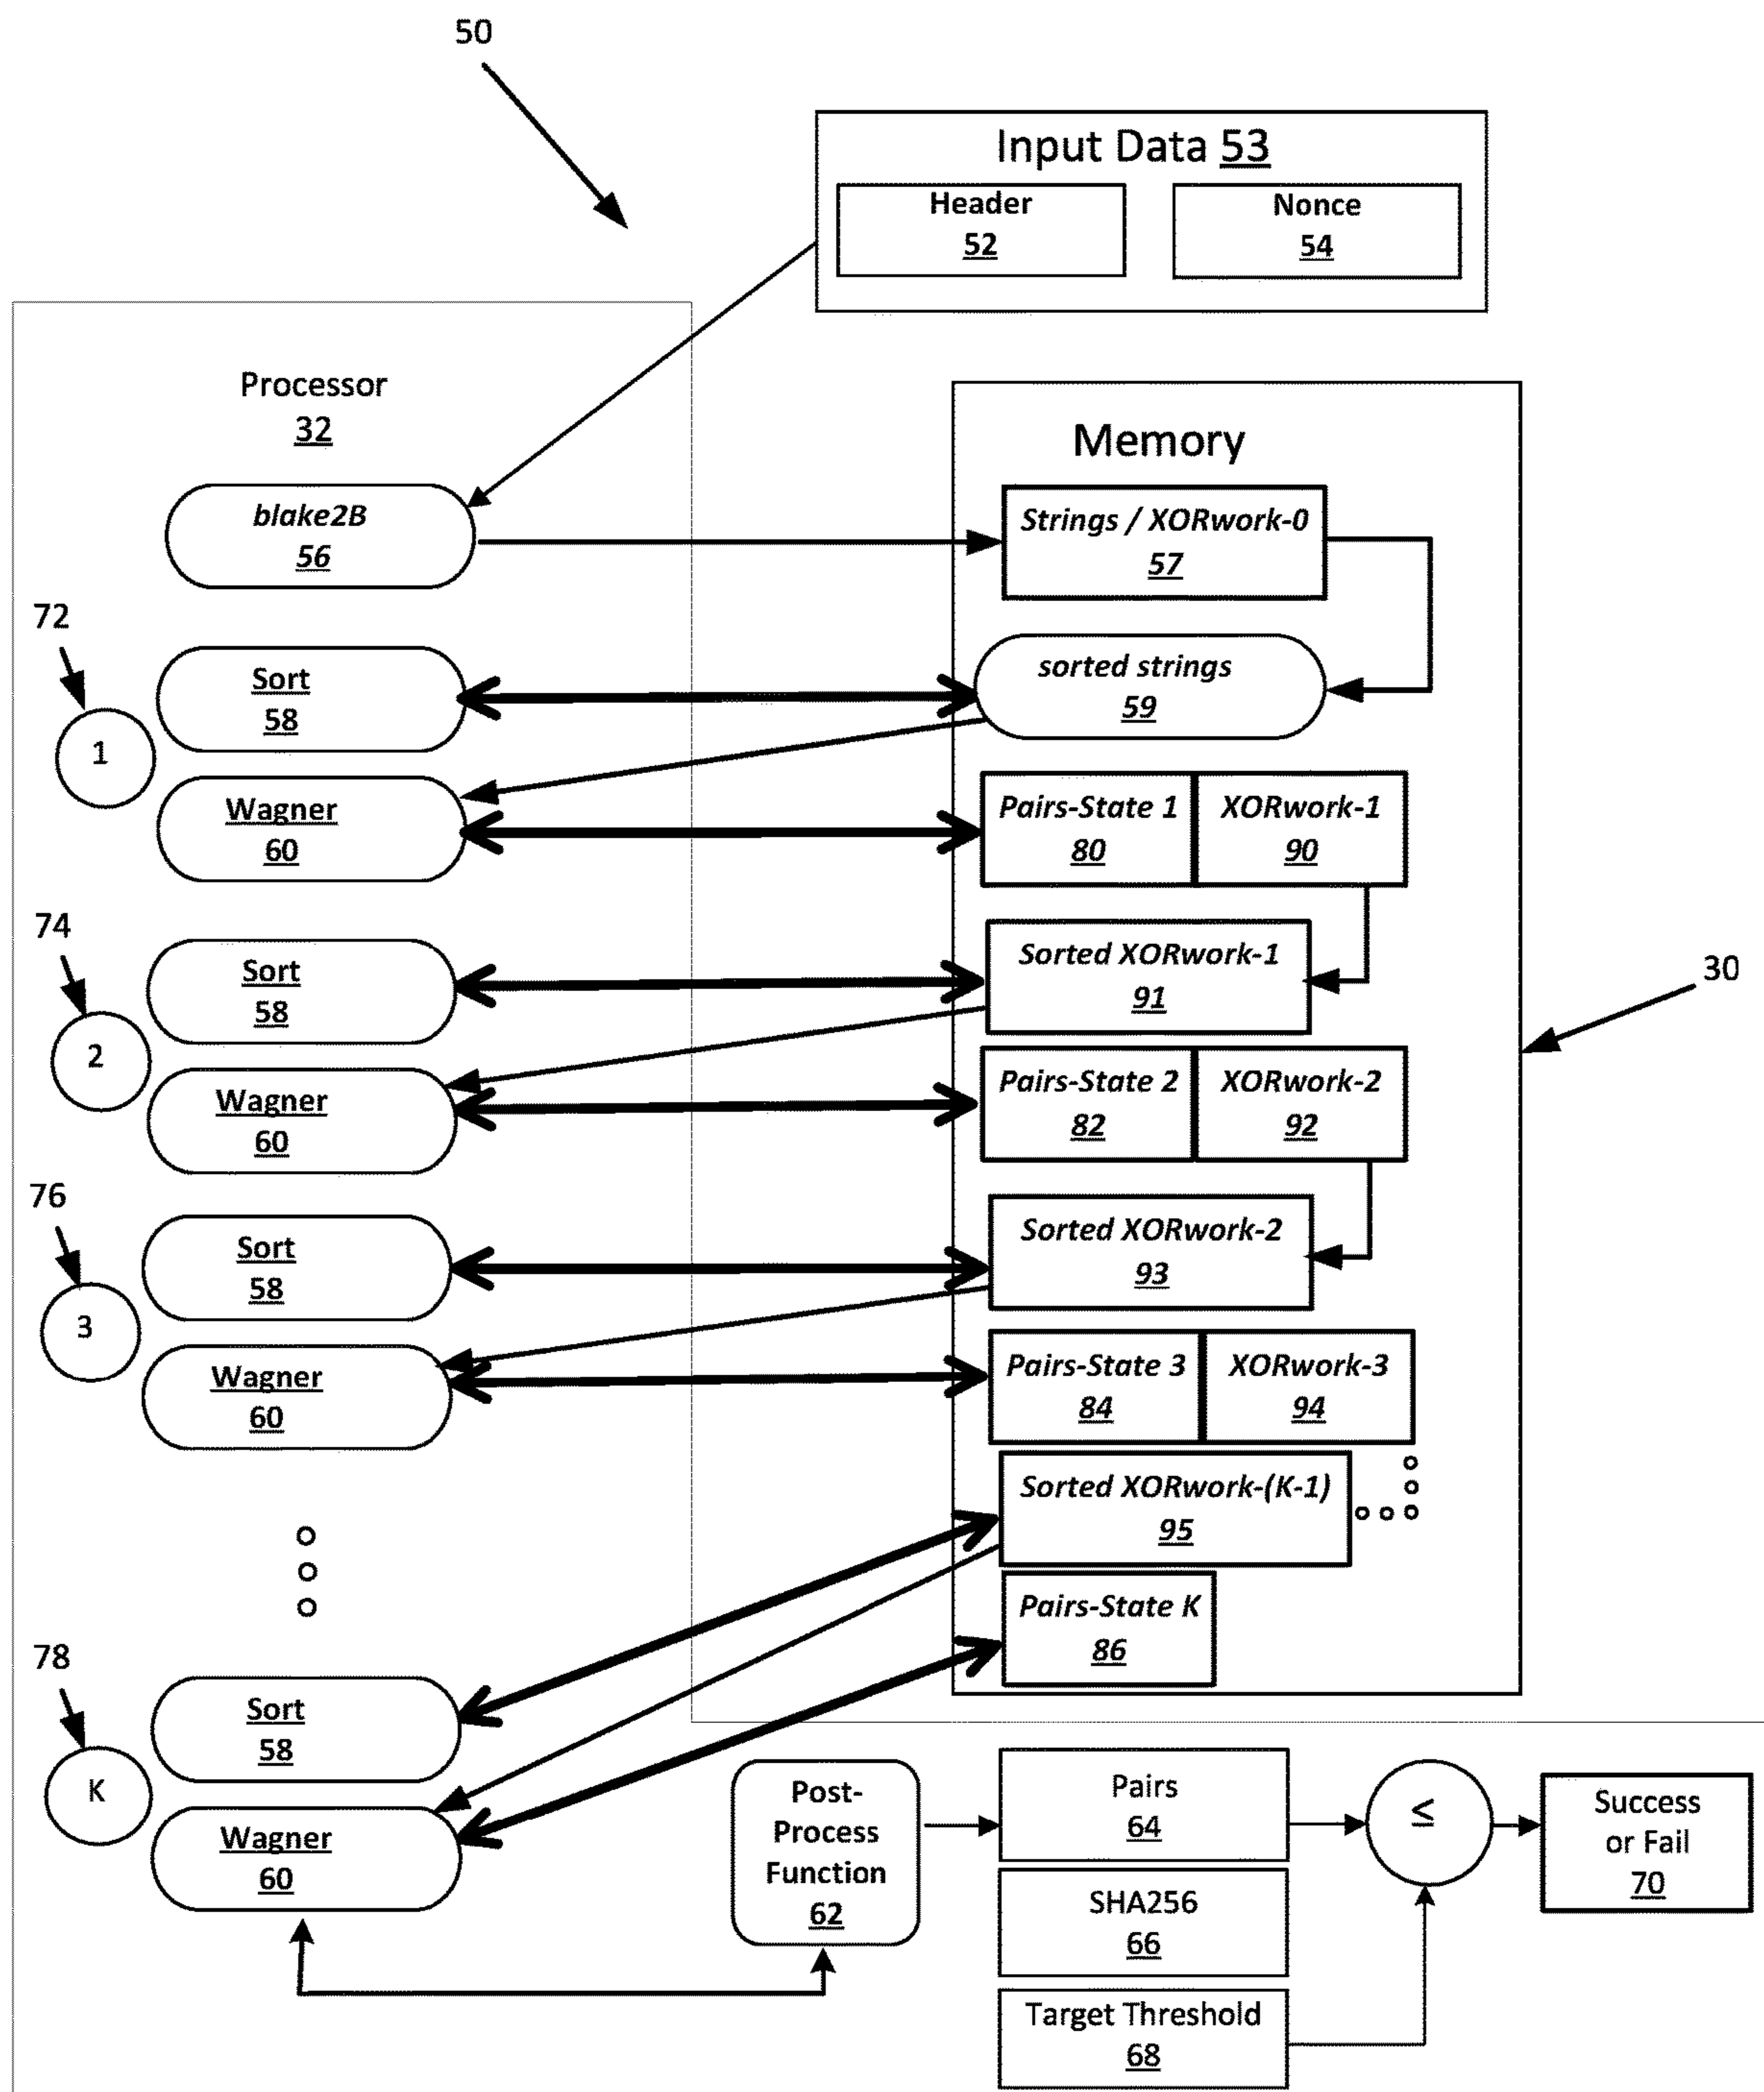 50
Input Data 53
Header
52
Nonce
54
Processor
32
Memory
blake2B
56
Strings / XORwork-0
57
72
Sort
58
sorted strings
59
1
Wagner
60
Pairs-State 1
80
XORwork-1
90
74
Sort
58
Sorted XORwork-1
91
30
2
Wagner
60
Pairs-State 2
82
XORwork-2
92
76
Sort
58
Sorted XORwork-2
93
3
Wagner
60
Pairs-State 3
84
XORwork-3
94
Sorted XORwork-(K-1)
95
Pairs-State K
86
78
Sort
58
K
Wagner
60
Post-
Process
Function
62
Pairs
64
≤
Success
or Fail
70
SHA256
66
Target Threshold
68